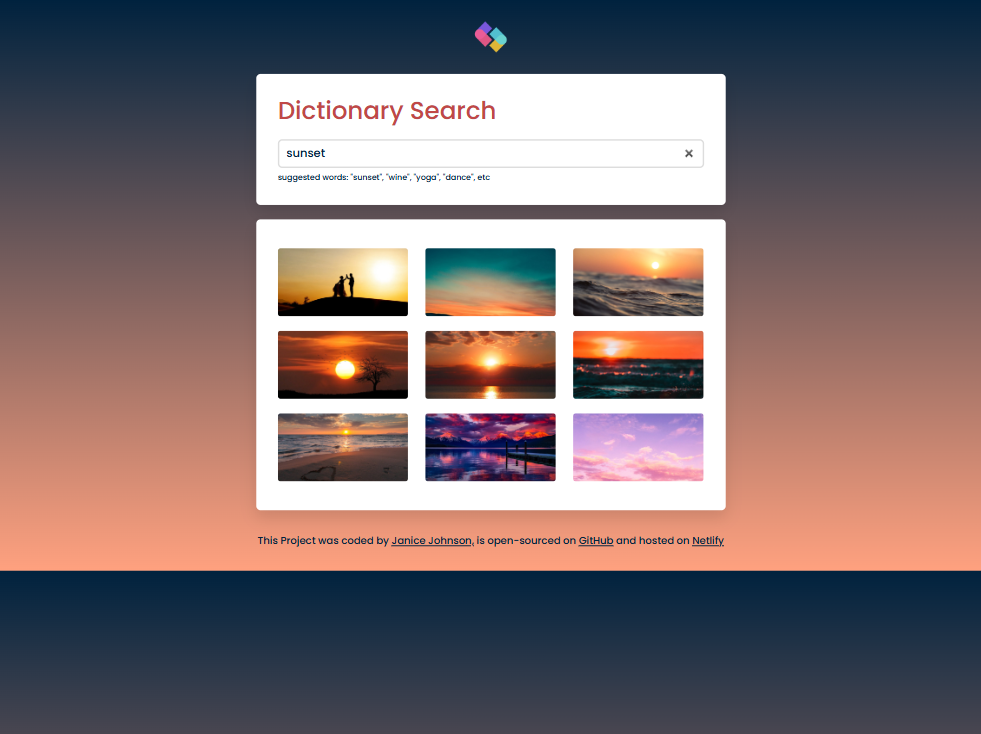 Dictionary Search
sunset
suggested words: "sunset", "wine", "yoga", "dance", etc
This Project was coded by Janice Johnson, is open-sourced on GitHub and hosted on Netlify